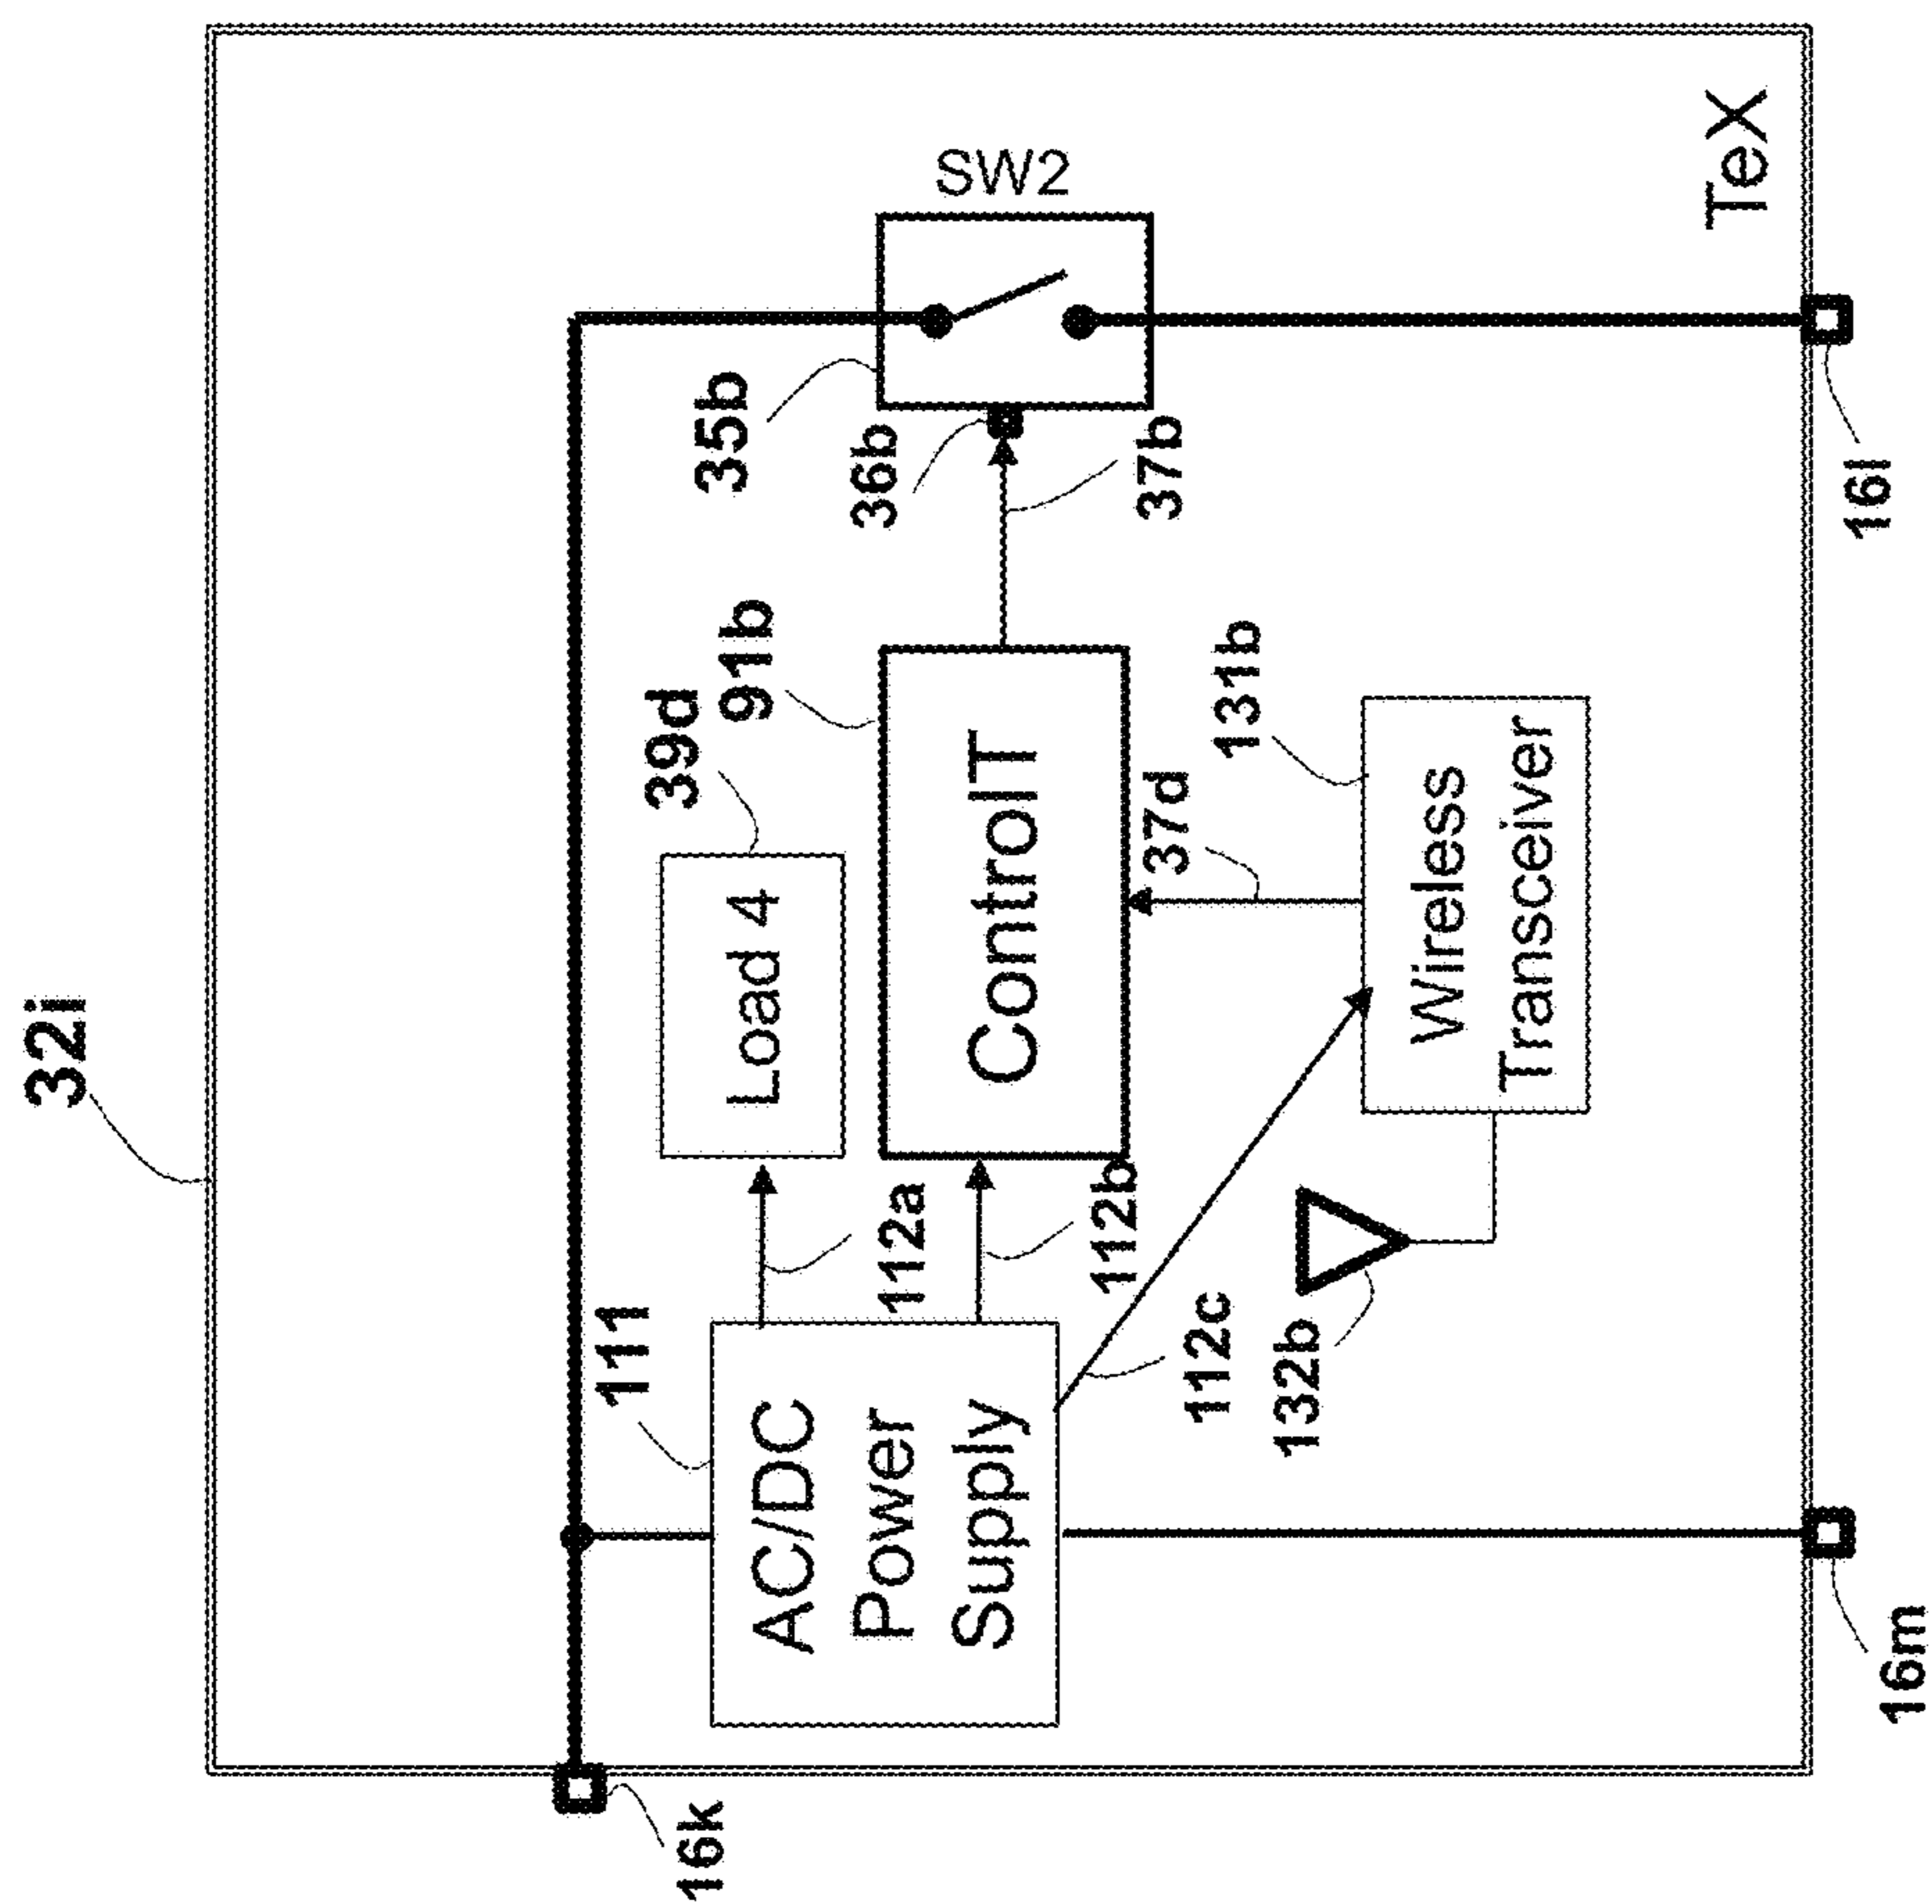 32i
TeX
SW2
35b
36b
37b
16l
91b
39d
Load 4
ControlT
37d
131b
Wireless
Transceiver
112a
112b
112c
132b
111
AC/DC
Power
Supply
16k
16m